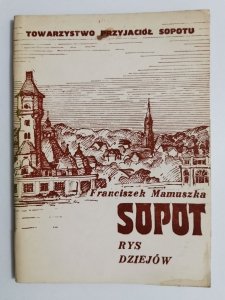 TOWARZYSTWO PRZYJACIÓŁ SOPOTU
Franciszek Mamuszka
SOPOT
RYS
DZIEJÓW